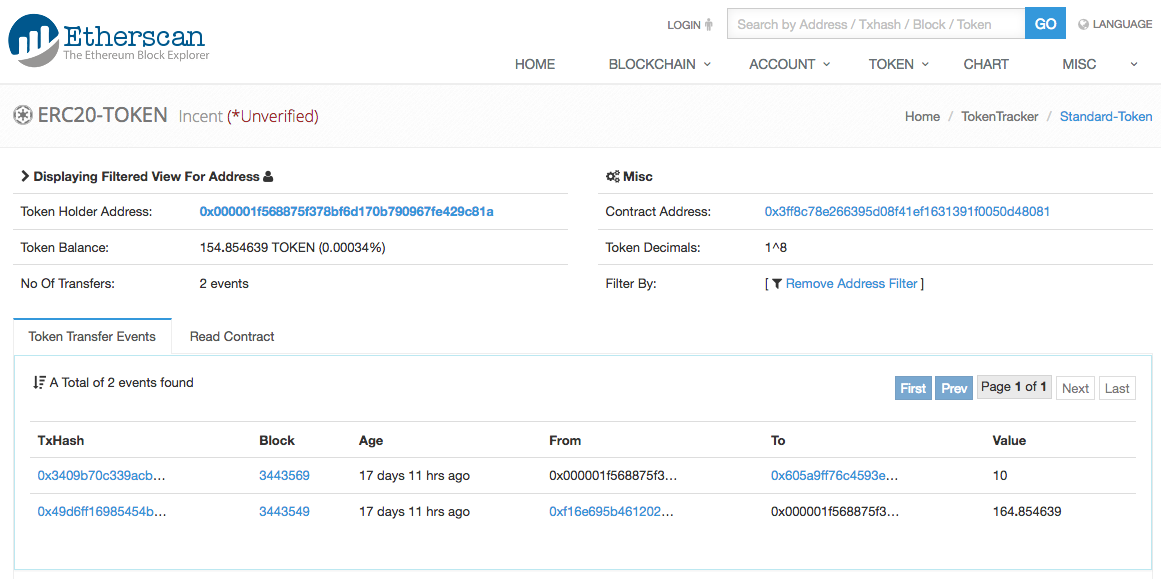 Etherscan
The Ethereum Block Explorer
LOGIN
Search by Address / Txhash / Block / Token
GO
LANGUAGE
HOME BLOCKCHAIN ACCOUNT TOKEN CHART MISC
ERC20-TOKEN Incent (*Unverified)
Home / TokenTracker / Standard-Token
Displaying Filtered View For Address
Token Holder Address: 0x000001f568875f378bf6d170b790967fe429c81a
Token Balance: 154.854639 TOKEN (0.00034%)
No Of Transfers: 2 events
Misc
Contract Address: 0x3ff8c78e266395d08f41ef1631391f0050d48081
Token Decimals: 1^8
Filter By: [ Remove Address Filter ]
Token Transfer Events Read Contract
A Total of 2 events found
First Prev Page 1 of 1 Next Last
TxHash Block Age From To Value
0x3409b70c339acb... 3443569 17 days 11 hrs ago 0x000001f568875f3... 0x605a9ff76c4593e... 10
0x49d6ff16985454b... 3443549 17 days 11 hrs ago 0xf16e695b461202... 0x000001f568875f3... 164.854639